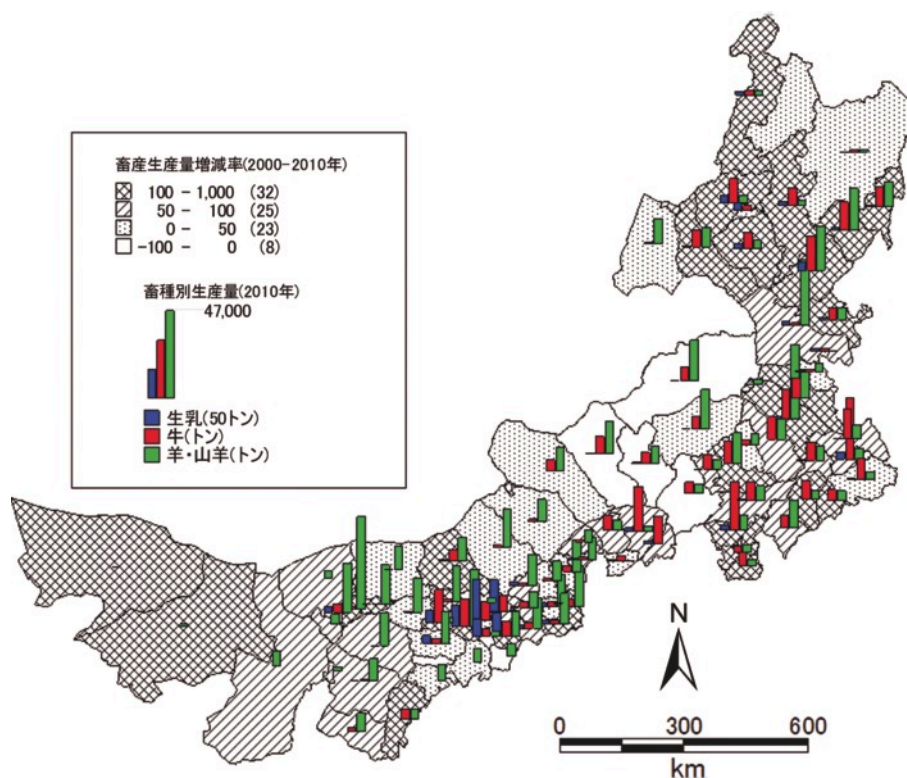 畜産生産量増減率(2000-2010年)
100 - 1,000 (32)
50 - 100 (25)
0 - 50 (23)
-100 - 0 (8)
畜種別生産量(2010年)
47,000
生乳(50トン)
牛(トン)
羊・山羊(トン)
N
0 300 600
km